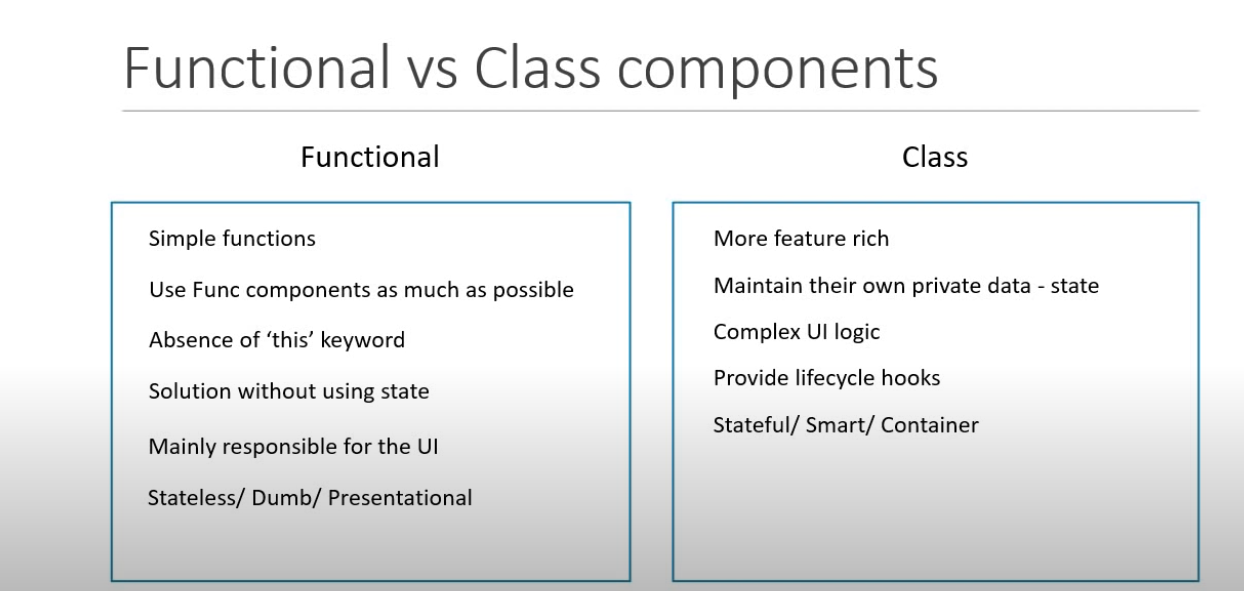 Functional vs Class components
Functional
Simple functions
Use Func components as much as possible
Absence of ‘this’ keyword
Solution without using state
Mainly responsible for the UI
Stateless/ Dumb/ Presentational
Class
More feature rich
Maintain their own private data - state
Complex UI logic
Provide lifecycle hooks
Stateful/ Smart/ Container